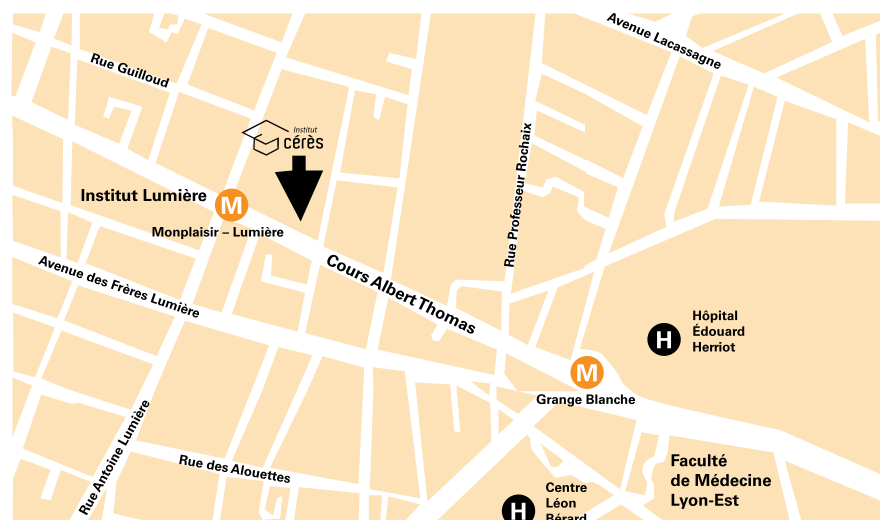 Avenue Lacassagne
Rue Guilloud
Institut
cérès
Rue Professeur Rochaix
Institut Lumière
M
Monplaisir – Lumière
Avenue des Frères Lumière
Cours Albert Thomas
Hôpital
Édouard
Herriot
H
M
Grange Blanche
Rue Antoine Lumière
Rue des Alouettes
Faculté
de Médecine
Lyon-Est
Centre
Léon
Bérard
H